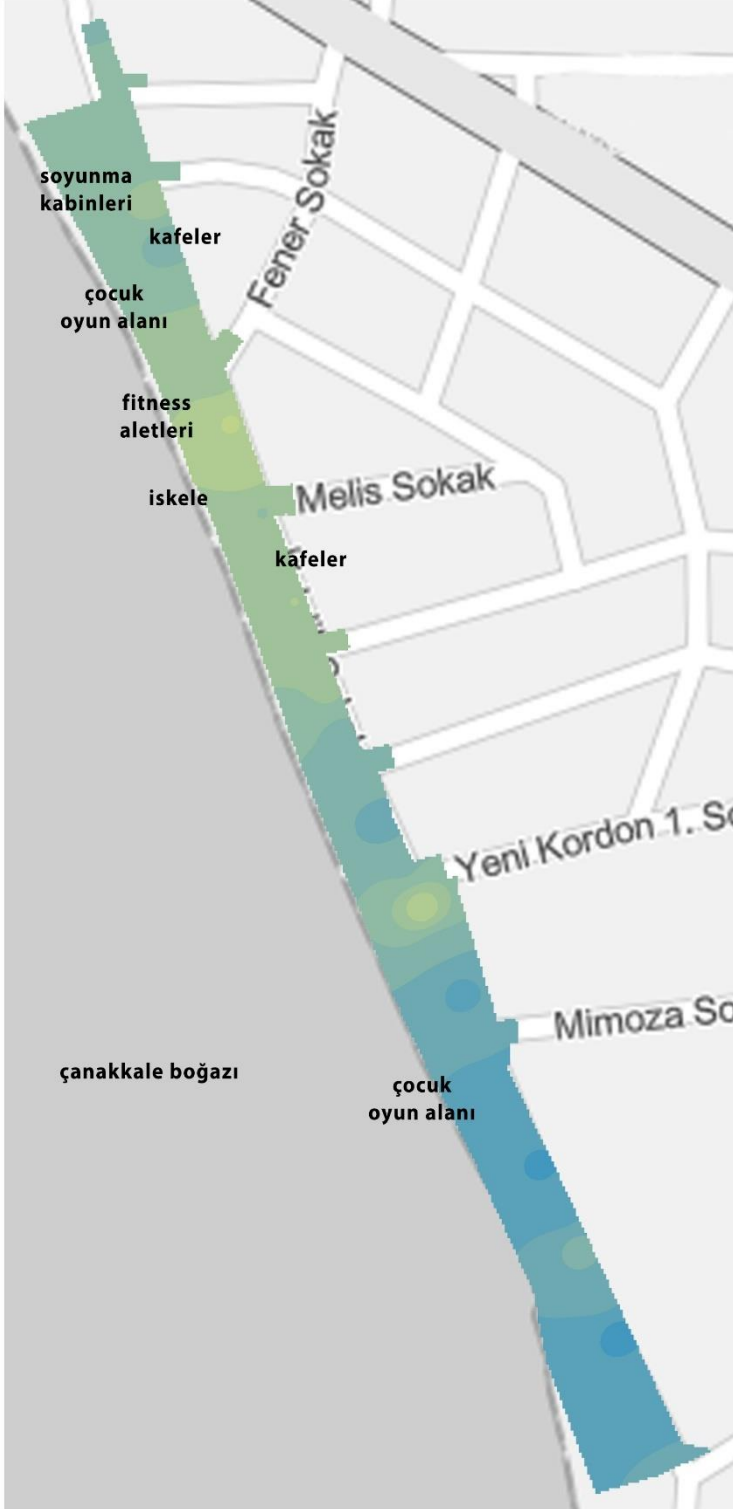 soyunma
kabinleri
Fener Sokak
kafeler
çocuk
oyun alanı
fitness
aletleri
Melis Sokak
iskele
kafeler
Yeni Kordon 1. So
Mimoza So
çanakkale boğazı
çocuk
oyun alanı